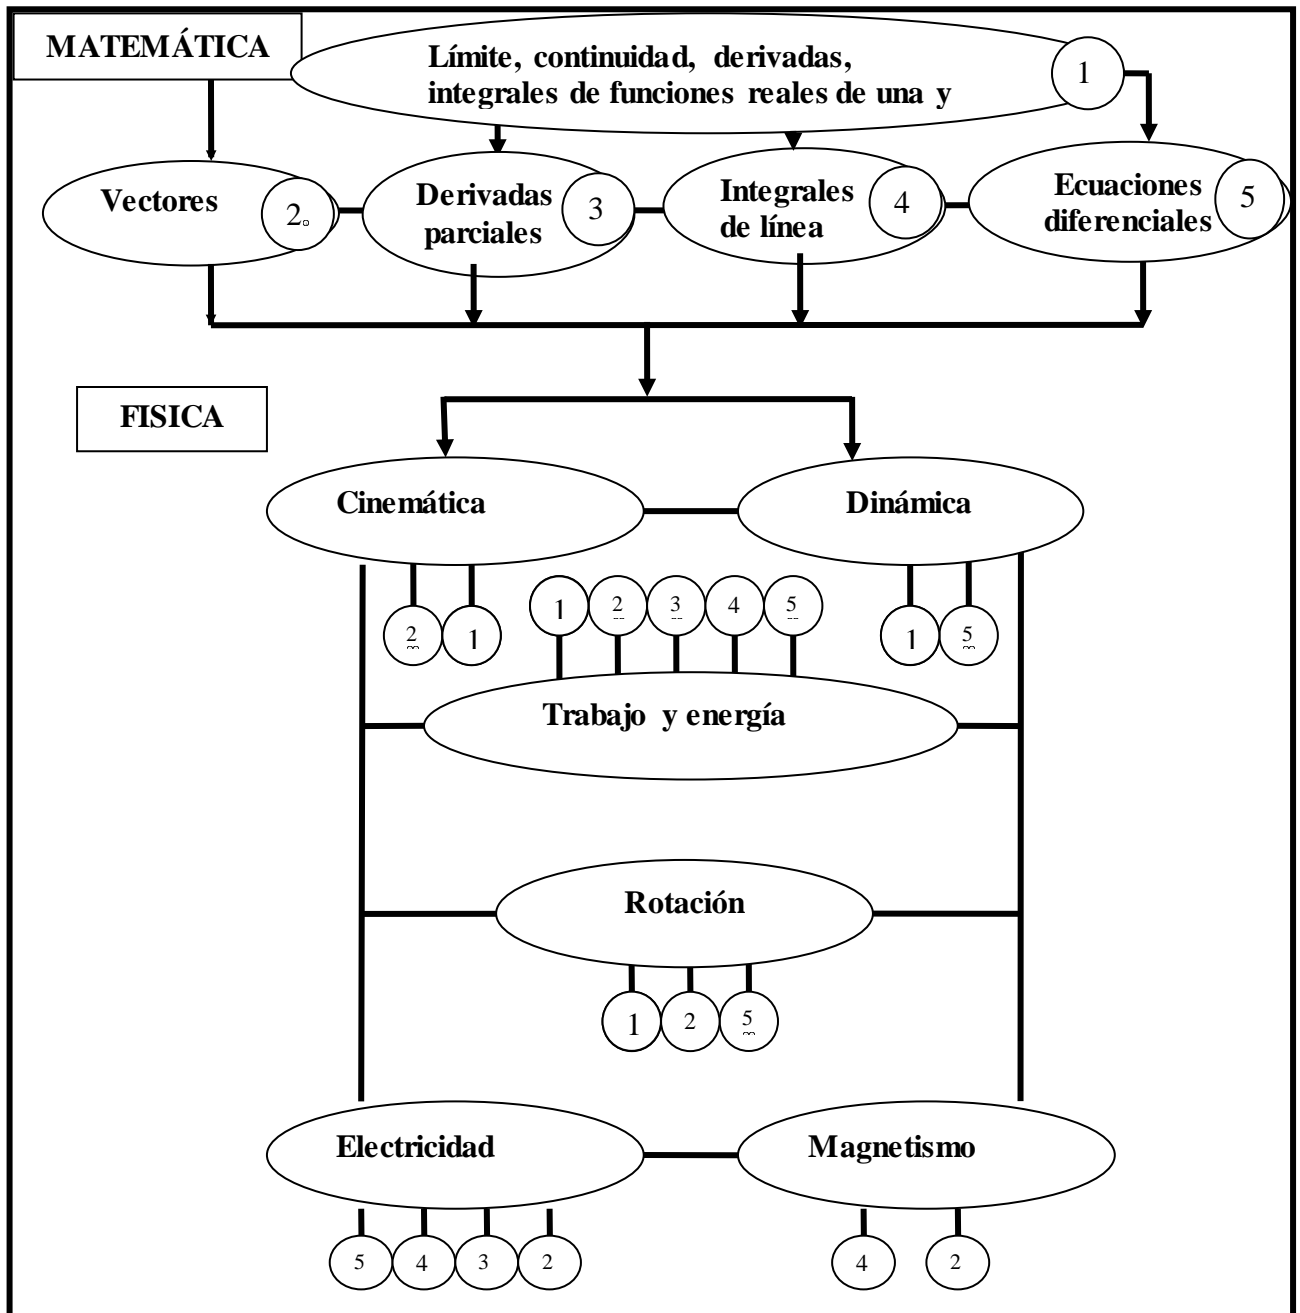 MATEMÁTICA
Límite, continuidad, derivadas,
integrales de funciones reales de una y
1
Vectores
2
Derivadas
parciales
3
Integrales
de línea
4
Ecuaciones
diferenciales
5
FISICA
Cinemática
Dinámica
2
1
1
2
3
4
5
1
5
Trabajo y energía
Rotación
1
2
5
Electricidad
Magnetismo
5
4
3
2
4
2